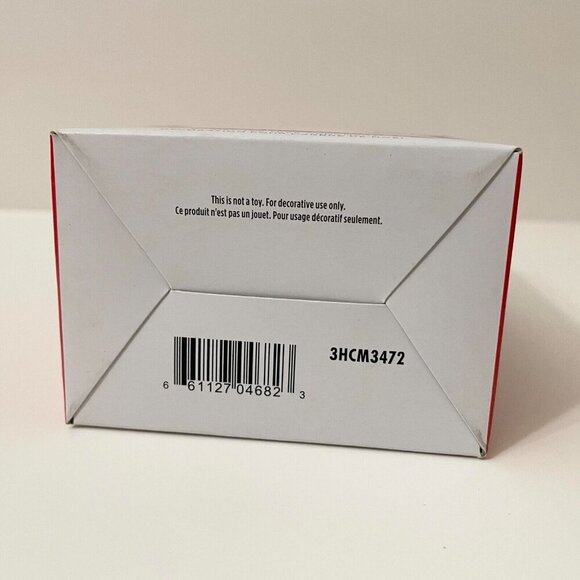 This is not a toy. For decorative use only.
Ce produit n'est pas un jouet. Pour usage décoratif seulement.
3HCM3472
6 61127 04682 3